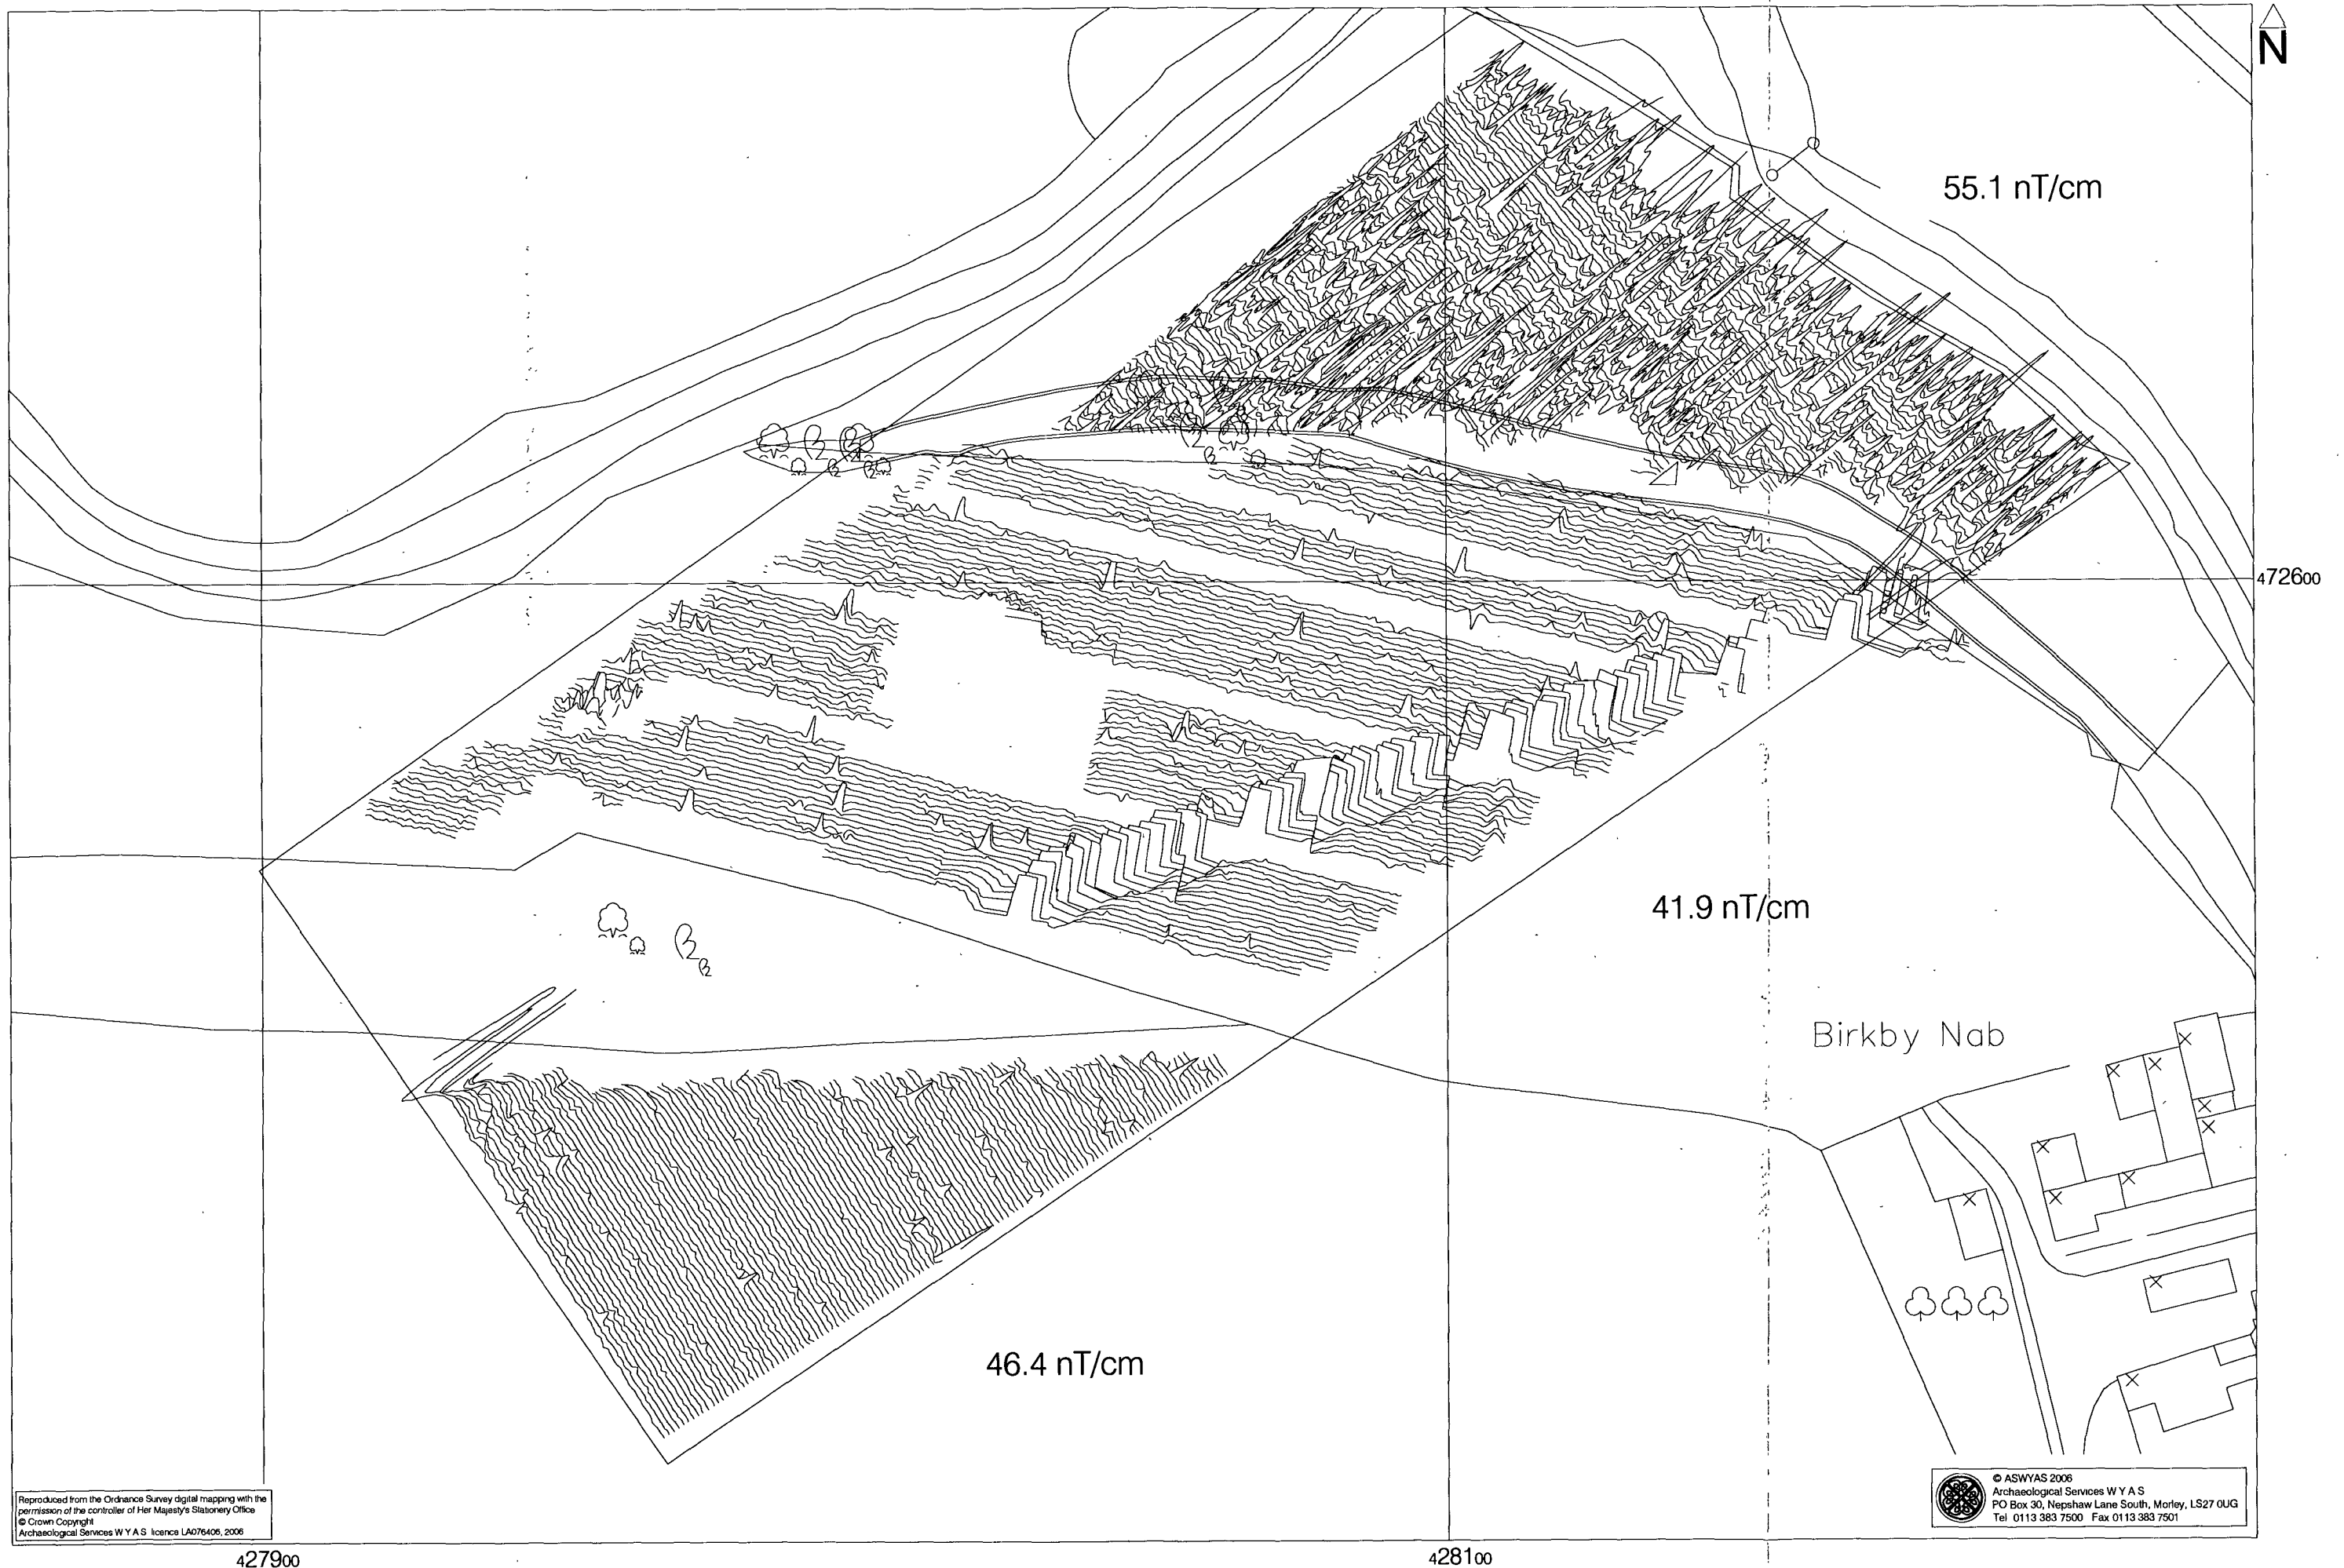 N
55.1 nT/cm
472600
41.9 nT/cm
Birkby Nab
46.4 nT/cm
Reproduced from the Ordnance Survey digital mapping with the
permission of the controller of Her Majesty's Stationery Office
© Crown Copyright
Archaeological Services W Y A S licence LA076406, 2006
© ASWYAS 2006
Archaeological Services W Y A S
PO Box 30, Nepshaw Lane South, Morley, LS27 0UG
Tel 0113 383 7500 Fax 0113 383 7501
427900
428100